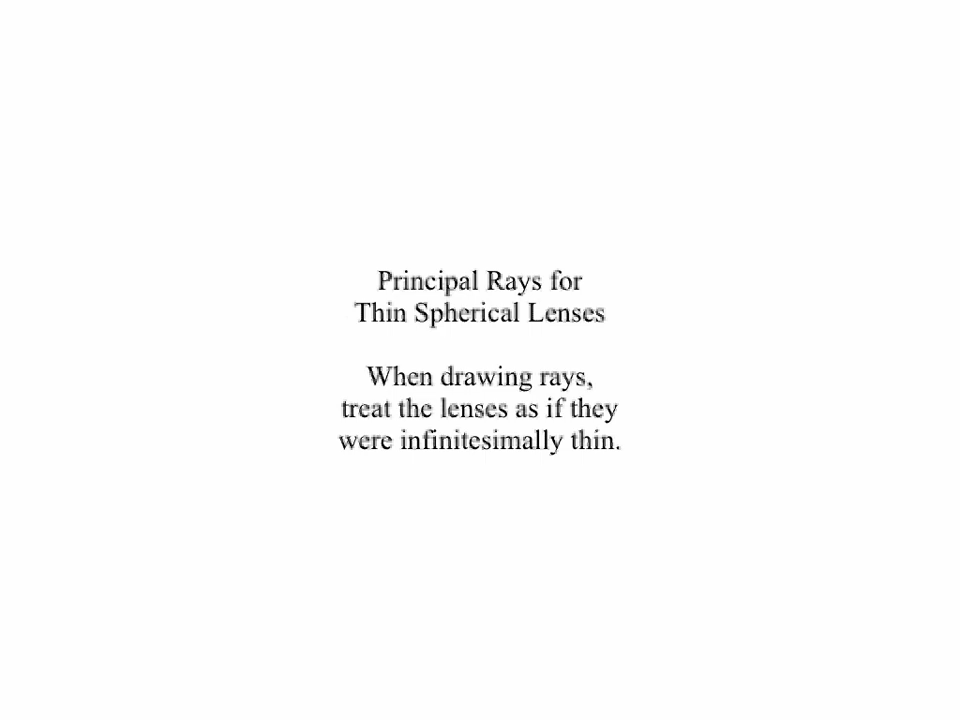 Principal Rays for
Thin Spherical Lenses
When drawing rays,
treat the lenses as if they
were infinitesimally thin.